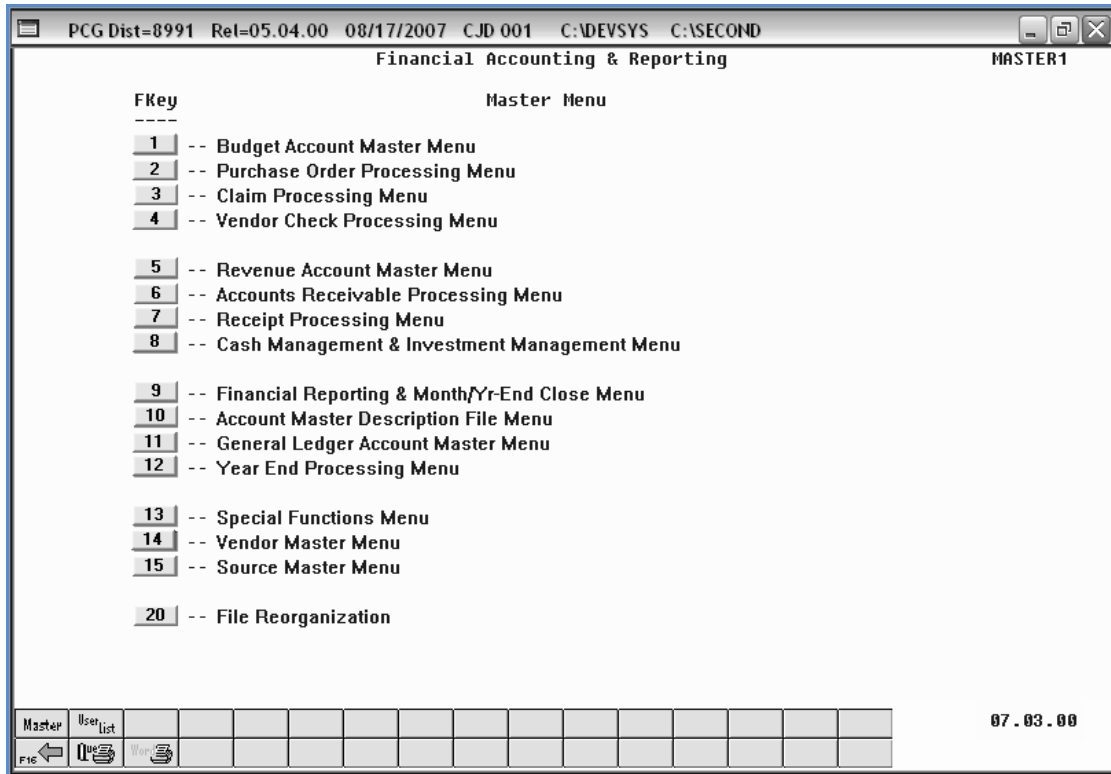 PCG Dist=8991 Rel=05.04.00 08/17/2007 CJD 001 C:\DEVSYS C:\SECOND
Financial Accounting & Reporting MASTER1
FKey Master Menu
----
1 -- Budget Account Master Menu
2 -- Purchase Order Processing Menu
3 -- Claim Processing Menu
4 -- Vendor Check Processing Menu
5 -- Revenue Account Master Menu
6 -- Accounts Receivable Processing Menu
7 -- Receipt Processing Menu
8 -- Cash Management & Investment Management Menu
9 -- Financial Reporting & Month/Yr-End Close Menu
10 -- Account Master Description File Menu
11 -- General Ledger Account Master Menu
12 -- Year End Processing Menu
13 -- Special Functions Menu
14 -- Vendor Master Menu
15 -- Source Master Menu
20 -- File Reorganization
Master User List 07.03.00
F16 Que Word